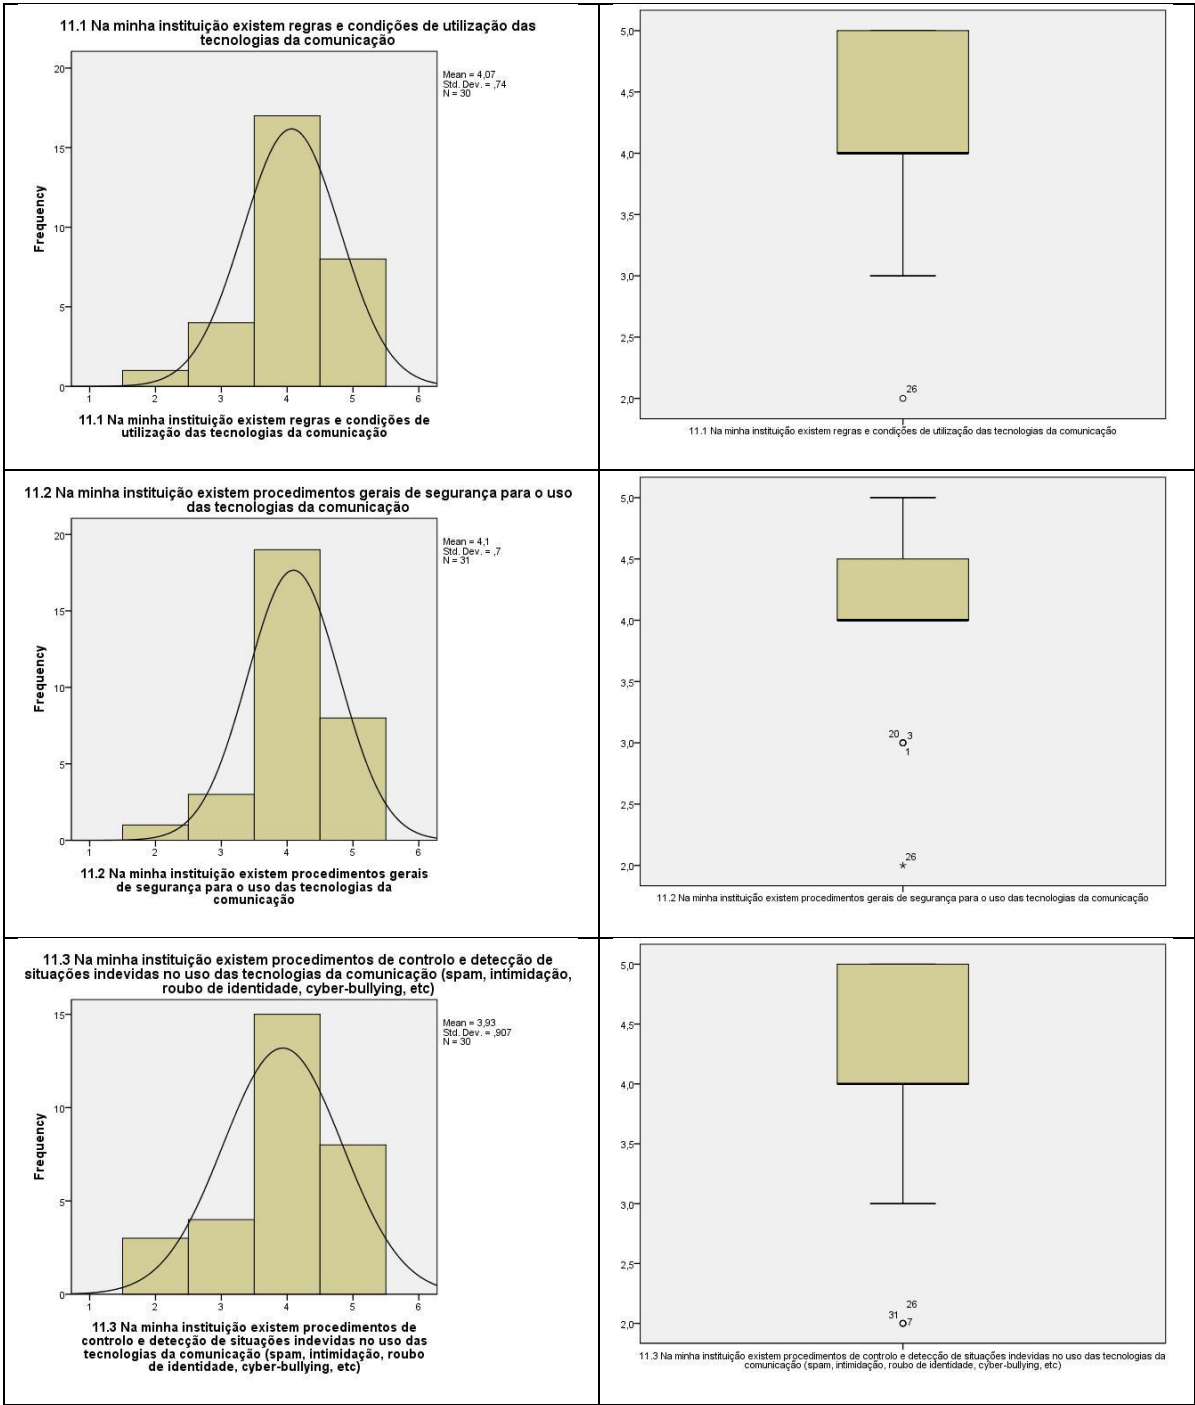 11.1 Na minha instituição existem regras e condições de utilização das
tecnologias da comunicação
Mean = 4,07
Std. Dev. = ,74
N = 30
Frequency
20
15
10
5
0
1 2 3 4 5 6
11.1 Na minha instituição existem regras e condições de
utilização das tecnologias da comunicação
5,0
4,5
4,0
3,5
3,0
2,5
2,0
26
11.1 Na minha instituição existem regras e condições de utilização das tecnologias da comunicação
11.2 Na minha instituição existem procedimentos gerais de segurança para o uso
das tecnologias da comunicação
Mean = 4,1
Std. Dev. = ,7
N = 31
Frequency
20
15
10
5
0
1 2 3 4 5 6
11.2 Na minha instituição existem procedimentos gerais
de segurança para o uso das tecnologias da
comunicação
5,0
4,5
4,0
3,5
3,0
2,5
2,0
20 3
1
26
11.2 Na minha instituição existem procedimentos gerais de segurança para o uso das tecnologias da comunicação
11.3 Na minha instituição existem procedimentos de controlo e detecção de
situações indevidas no uso das tecnologias da comunicação (spam, intimidação,
roubo de identidade, cyber-bullying, etc)
Mean = 3,93
Std. Dev. = ,907
N = 30
Frequency
15
10
5
0
1 2 3 4 5 6
11.3 Na minha instituição existem procedimentos de
controlo e detecção de situações indevidas no uso das
tecnologias da comunicação (spam, intimidação, roubo
de identidade, cyber-bullying, etc)
5,0
4,5
4,0
3,5
3,0
2,5
2,0
26
31 7
11.3 Na minha instituição existem procedimentos de controlo e detecção de situações indevidas no uso das tecnologias da
comunicação (spam, intimidação, roubo de identidade, cyber-bullying, etc)